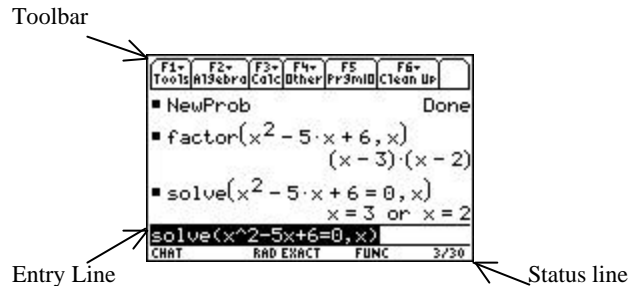 Toolbar
F1▾ F2▾ F3▾ F4▾ F5 F6▾
Tools Algebra Calc Other PrgmIO Clean Up
▪ NewProb Done
▪ factor(x² - 5·x + 6, x)
(x - 3)·(x - 2)
▪ solve(x² - 5·x + 6 = 0, x)
x = 3 or x = 2
solve(x^2-5x+6=0,x)
CHAT RAD EXACT FUNC 3/30
Entry Line Status line